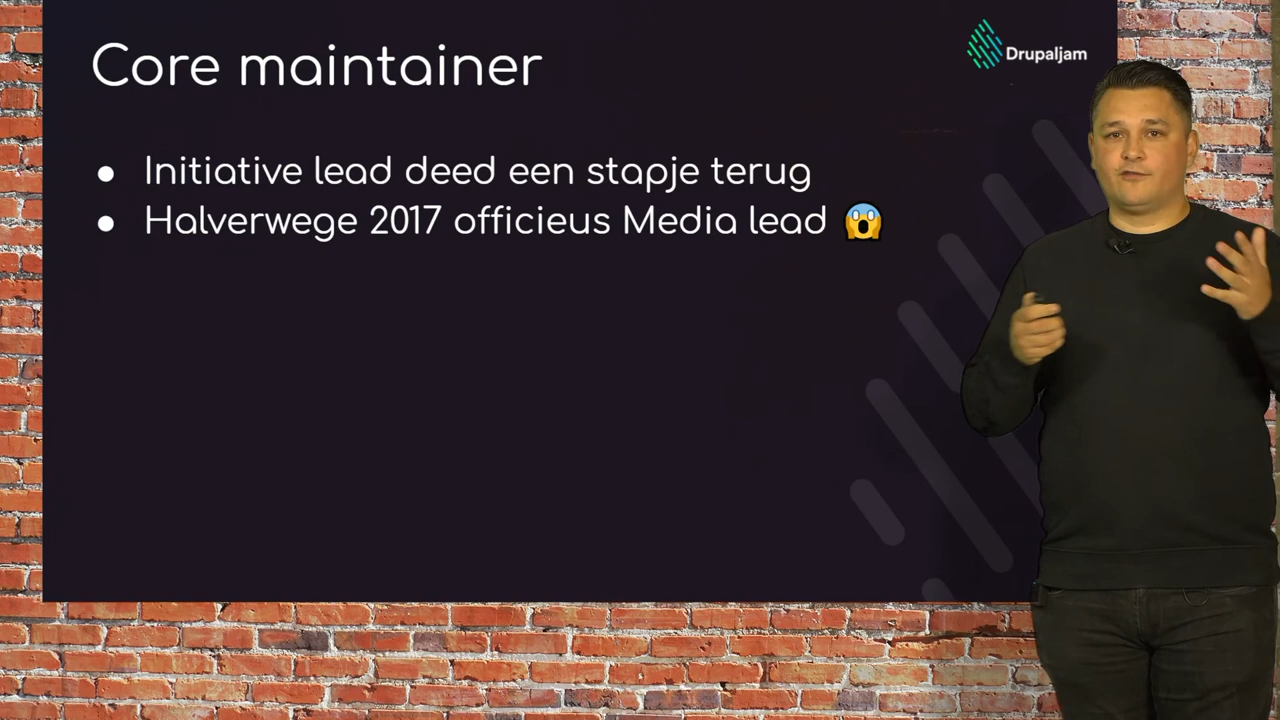 Core maintainer
Drupaljam
● Initiative lead deed een stapje terug
● Halverwege 2017 officieus Media lead 😱